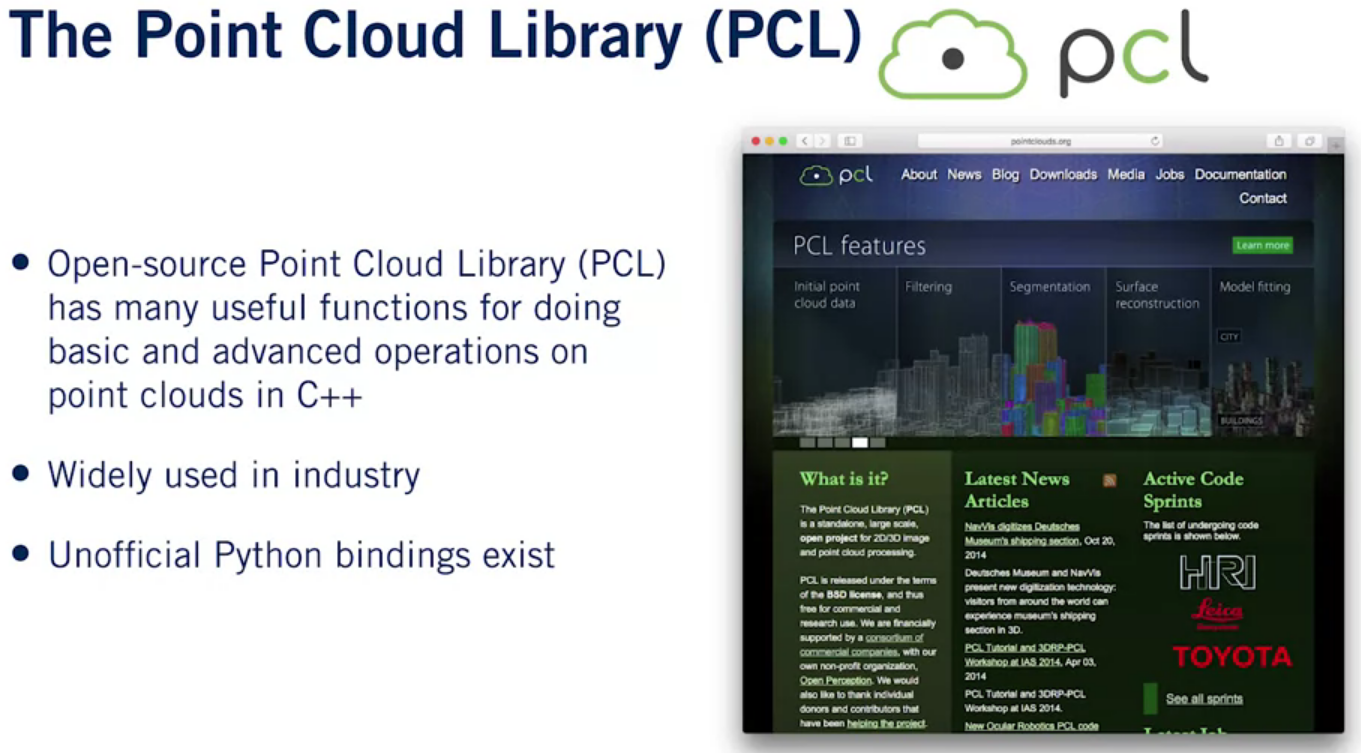 The Point Cloud Library (PCL)
pcl
● Open-source Point Cloud Library (PCL)
has many useful functions for doing
basic and advanced operations on
point clouds in C++
● Widely used in industry
● Unofficial Python bindings exist
pointclouds.org
pcl About News Blog Downloads Media Jobs Documentation
Contact
PCL features
Learn more
Initial point
cloud data
Filtering
Segmentation
Surface
reconstruction
Model fitting
CITY
BUILDINGS
What is it?
The Point Cloud Library (PCL)
is a standalone, large scale,
open project for 2D/3D image
and point cloud processing.
PCL is released under the terms
of the BSD license, and thus
free for commercial and
research use. We are financially
supported by a consortium of
commercial companies, with our
own non-profit organization,
Open Perception. We would
also like to thank individual
donors and contributors that
have been helping the project.
Latest News
Articles
NavVis digitizes Deutsches
Museum's shipping section, Oct 20,
2014
Deutsches Museum and NavVis
present new digitization technology:
visitors from around the world can
experience museum's shipping
section in 3D.
PCL Tutorial and 3DRP-PCL
Workshop at IAS 2014, Apr 03,
2014
PCL Tutorial and 3DRP-PCL
Workshop at IAS 2014.
New Ocular Robotics PCL code
Active Code
Sprints
The list of undergoing code
sprints is shown below.
HRI
Leica
TOYOTA
See all sprints
Latest Job